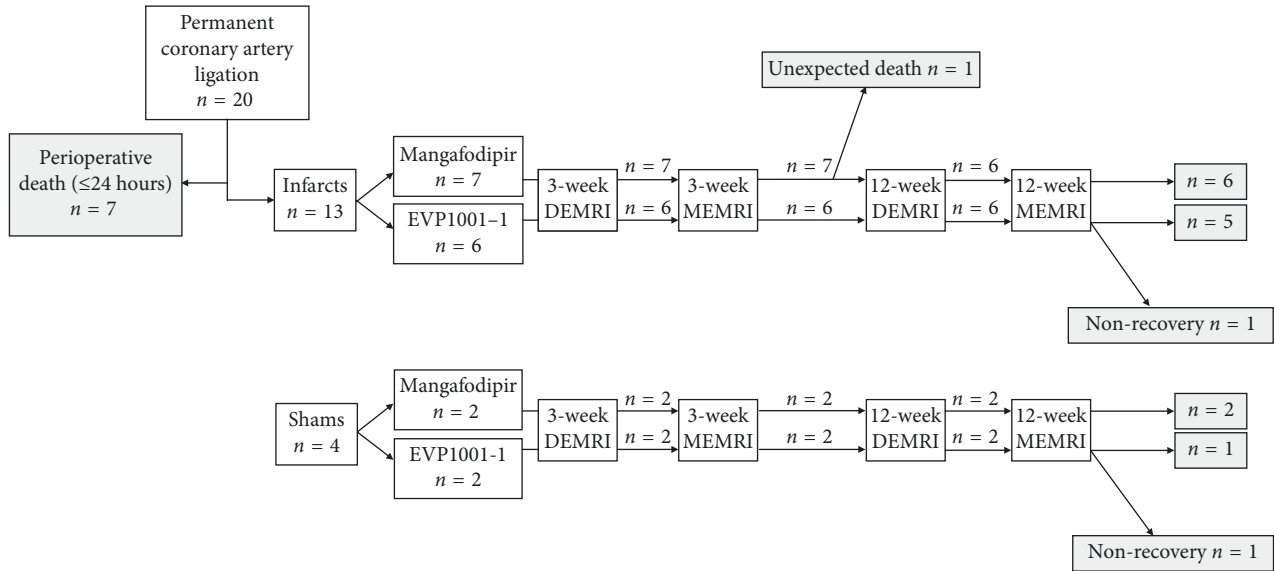 Permanent
coronary artery
ligation
n = 20
Perioperative
death (≤24 hours)
n = 7
Infarcts
n = 13
Mangafodipir
n = 7
EVP1001–1
n = 6
3-week
DEMRI
n = 7
n = 6
3-week
MEMRI
n = 7
n = 6
Unexpected death n = 1
12-week
DEMRI
n = 6
n = 6
12-week
MEMRI
n = 6
n = 5
Non-recovery n = 1
Shams
n = 4
Mangafodipir
n = 2
EVP1001-1
n = 2
3-week
DEMRI
n = 2
n = 2
3-week
MEMRI
n = 2
n = 2
12-week
DEMRI
n = 2
n = 2
12-week
MEMRI
n = 2
n = 1
Non-recovery n = 1